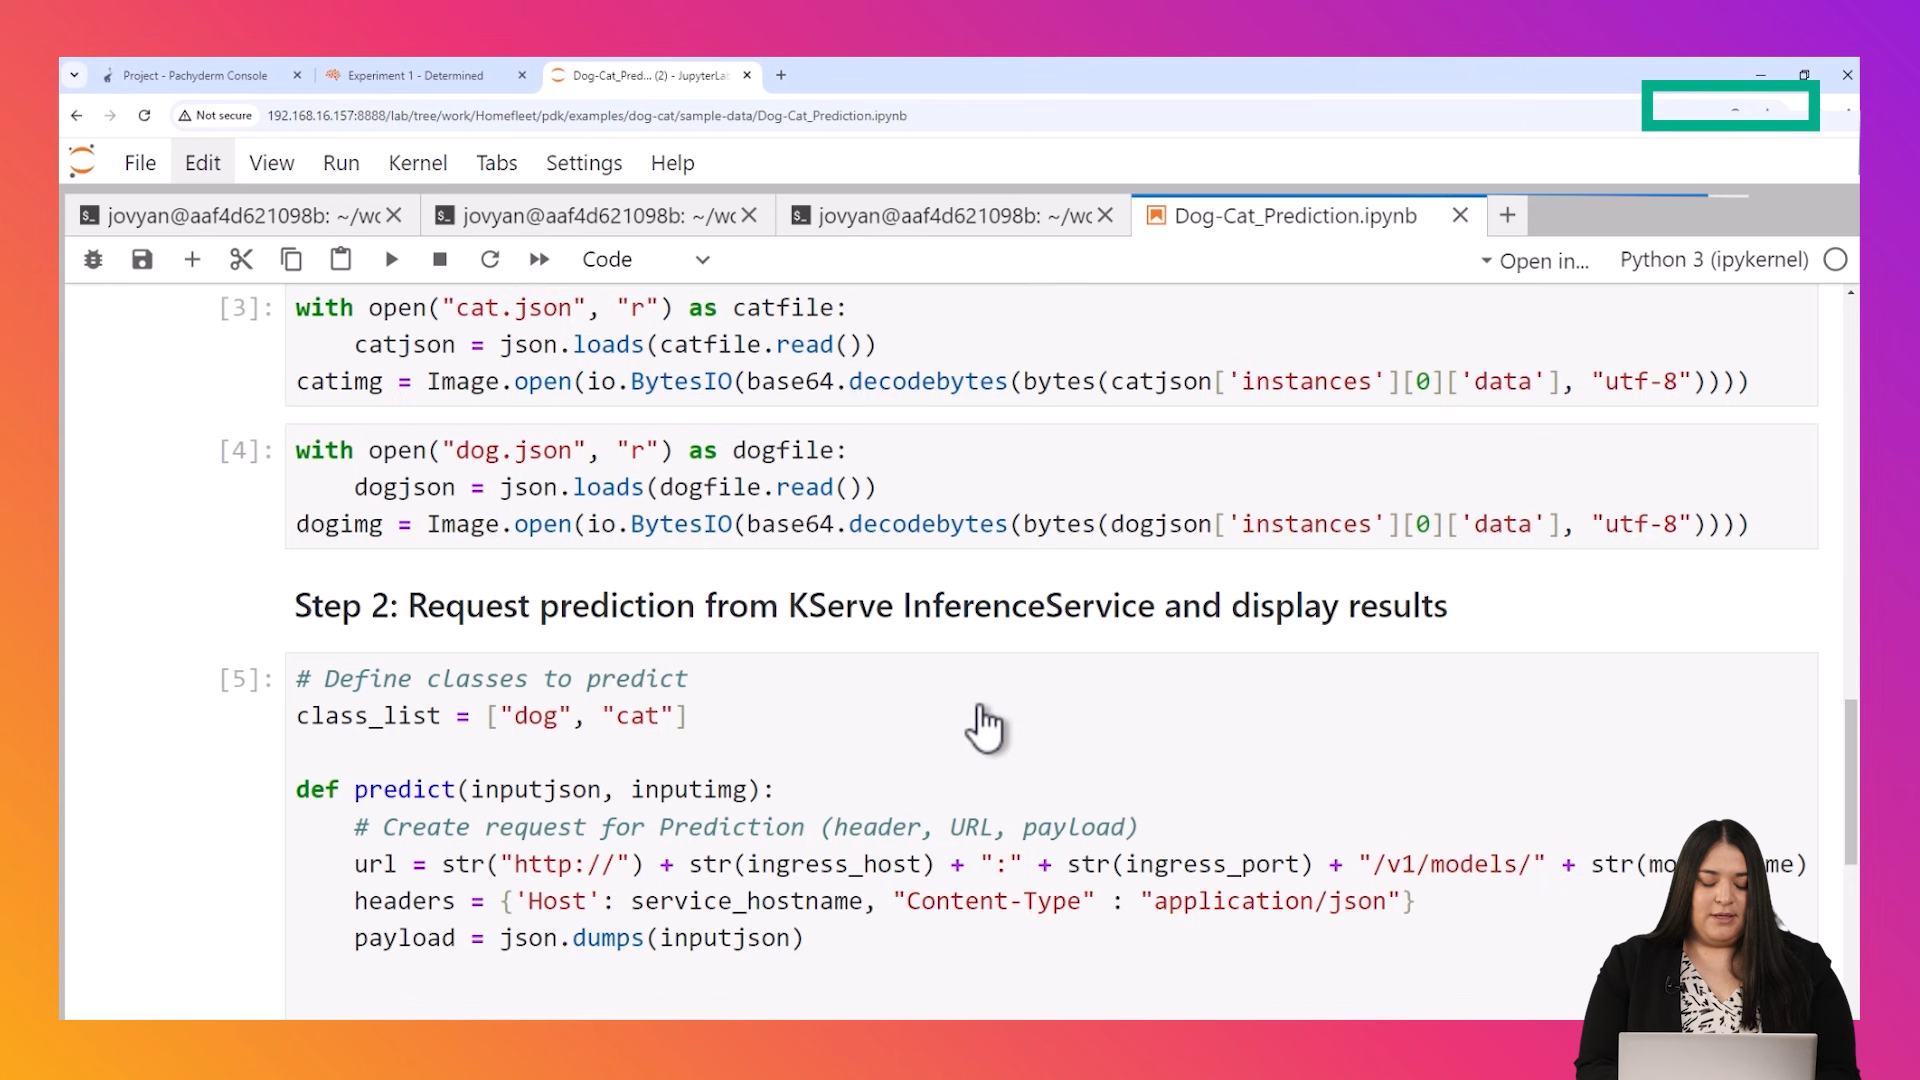 Project - Pachyderm Console
Experiment 1 - Determined
Dog-Cat_Pred... (2) - JupyterLa
Not secure
192.168.16.157:8888/lab/tree/work/Homefleet/pdk/examples/dog-cat/sample-data/Dog-Cat_Prediction.ipynb
File Edit View Run Kernel Tabs Settings Help
jovyan@aaf4d621098b: ~/wc
jovyan@aaf4d621098b: ~/wc
jovyan@aaf4d621098b: ~/wc
Dog-Cat_Prediction.ipynb
Code
Open in...
Python 3 (ipykernel)
[3]:
with open("cat.json", "r") as catfile:
    catjson = json.loads(catfile.read())
catimg = Image.open(io.BytesIO(base64.decodebytes(bytes(catjson['instances'][0]['data'], "utf-8"))))
[4]:
with open("dog.json", "r") as dogfile:
    dogjson = json.loads(dogfile.read())
dogimg = Image.open(io.BytesIO(base64.decodebytes(bytes(dogjson['instances'][0]['data'], "utf-8"))))
Step 2: Request prediction from KServe InferenceService and display results
[5]:
# Define classes to predict
class_list = ["dog", "cat"]
def predict(inputjson, inputimg):
    # Create request for Prediction (header, URL, payload)
    url = str("http://") + str(ingress_host) + ":" + str(ingress_port) + "/v1/models/" + str(mo me)
    headers = {'Host': service_hostname, "Content-Type" : "application/json"}
    payload = json.dumps(inputjson)